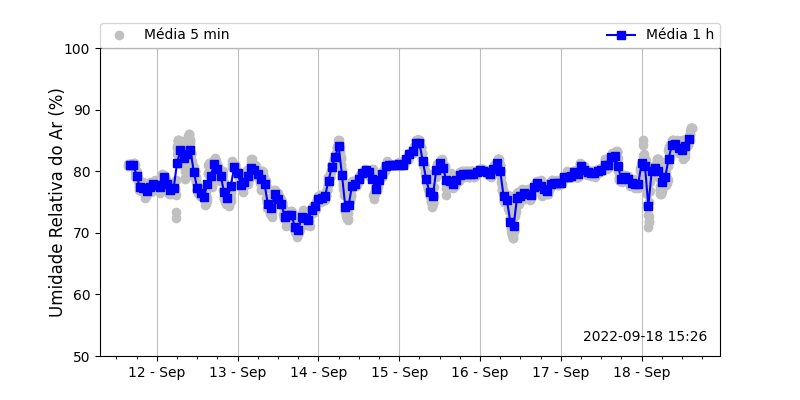 Média 5 min
Média 1 h
Umidade Relativa do Ar (%)
100
90
80
70
60
50
2022-09-18 15:26
12 - Sep
13 - Sep
14 - Sep
15 - Sep
16 - Sep
17 - Sep
18 - Sep